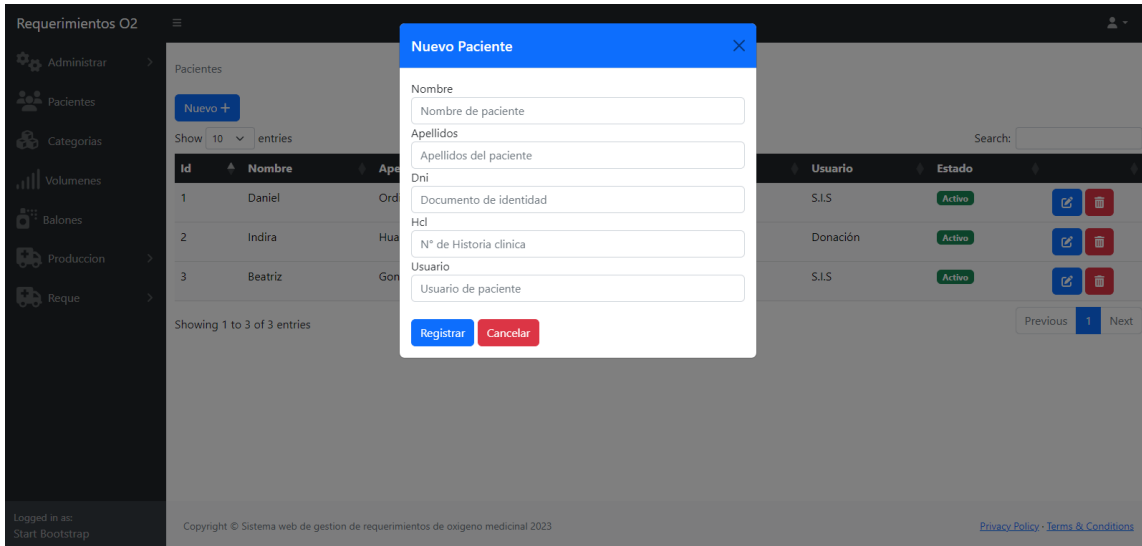 Requerimientos O2
Nuevo Paciente
Administrar
Pacientes
Categorias
Volumenes
Balones
Produccion
Reque
Pacientes
Nuevo +
Show 10 entries
Search:
Id Nombre Ape Usuario Estado
1 Daniel Ordi S.I.S Activo
2 Indira Hua Donación Activo
3 Beatriz Gon S.I.S Activo
Showing 1 to 3 of 3 entries
Previous 1 Next
Nombre
Nombre de paciente
Apellidos
Apellidos del paciente
Dni
Documento de identidad
Hcl
N° de Historia clinica
Usuario
Usuario de paciente
Registrar Cancelar
Logged in as:
Start Bootstrap
Copyright © Sistema web de gestion de requerimientos de oxigeno medicinal 2023
Privacy Policy · Terms & Conditions